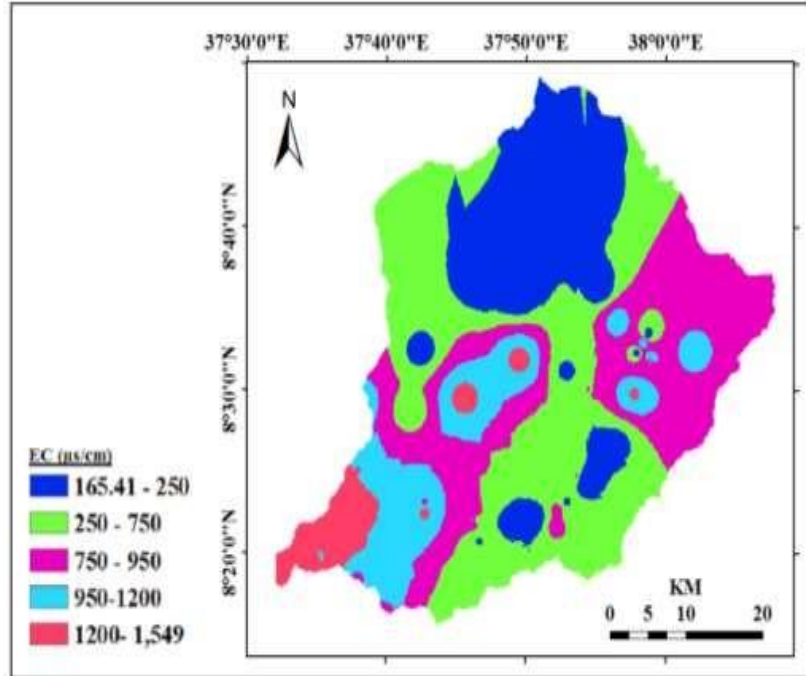 37°30'0"E 37°40'0"E 37°50'0"E 38°0'0"E
N
8°40'0"N
8°30'0"N
8°20'0"N
EC (µs/cm)
165.41 - 250
250 - 750
750 - 950
950-1200
1200- 1,549
KM
0 5 10 20